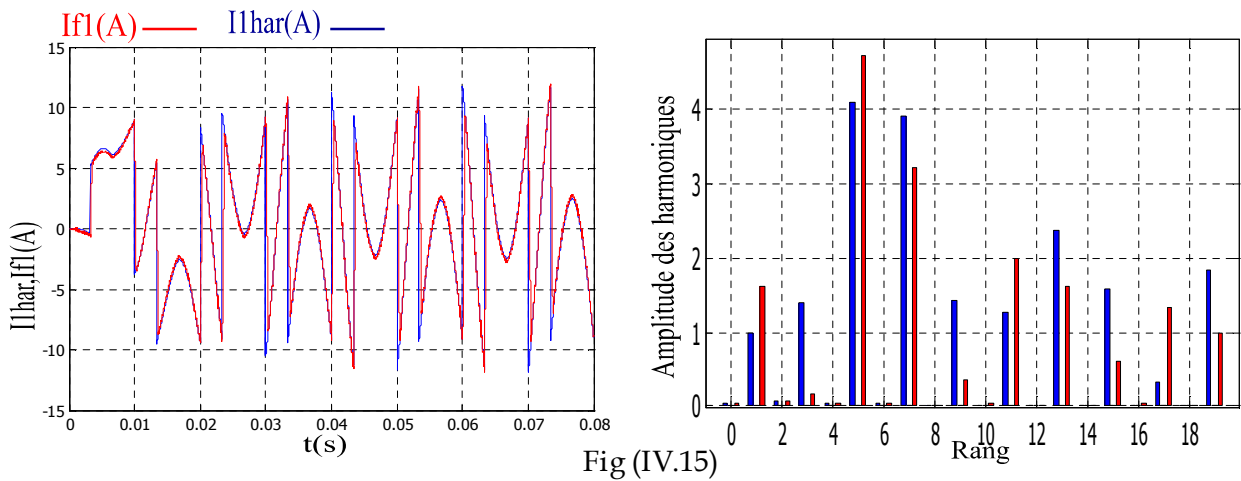 If1(A) I1har(A)
I1har,If1(A)
15
10
5
0
-5
-10
-15
0 0.01 0.02 0.03 0.04 0.05 0.06 0.07 0.08
t(s)
Amplitude des harmoniques
4
3
2
1
0
0 2 4 6 8 10 12 14 16 18
Rang
Fig (IV.15)